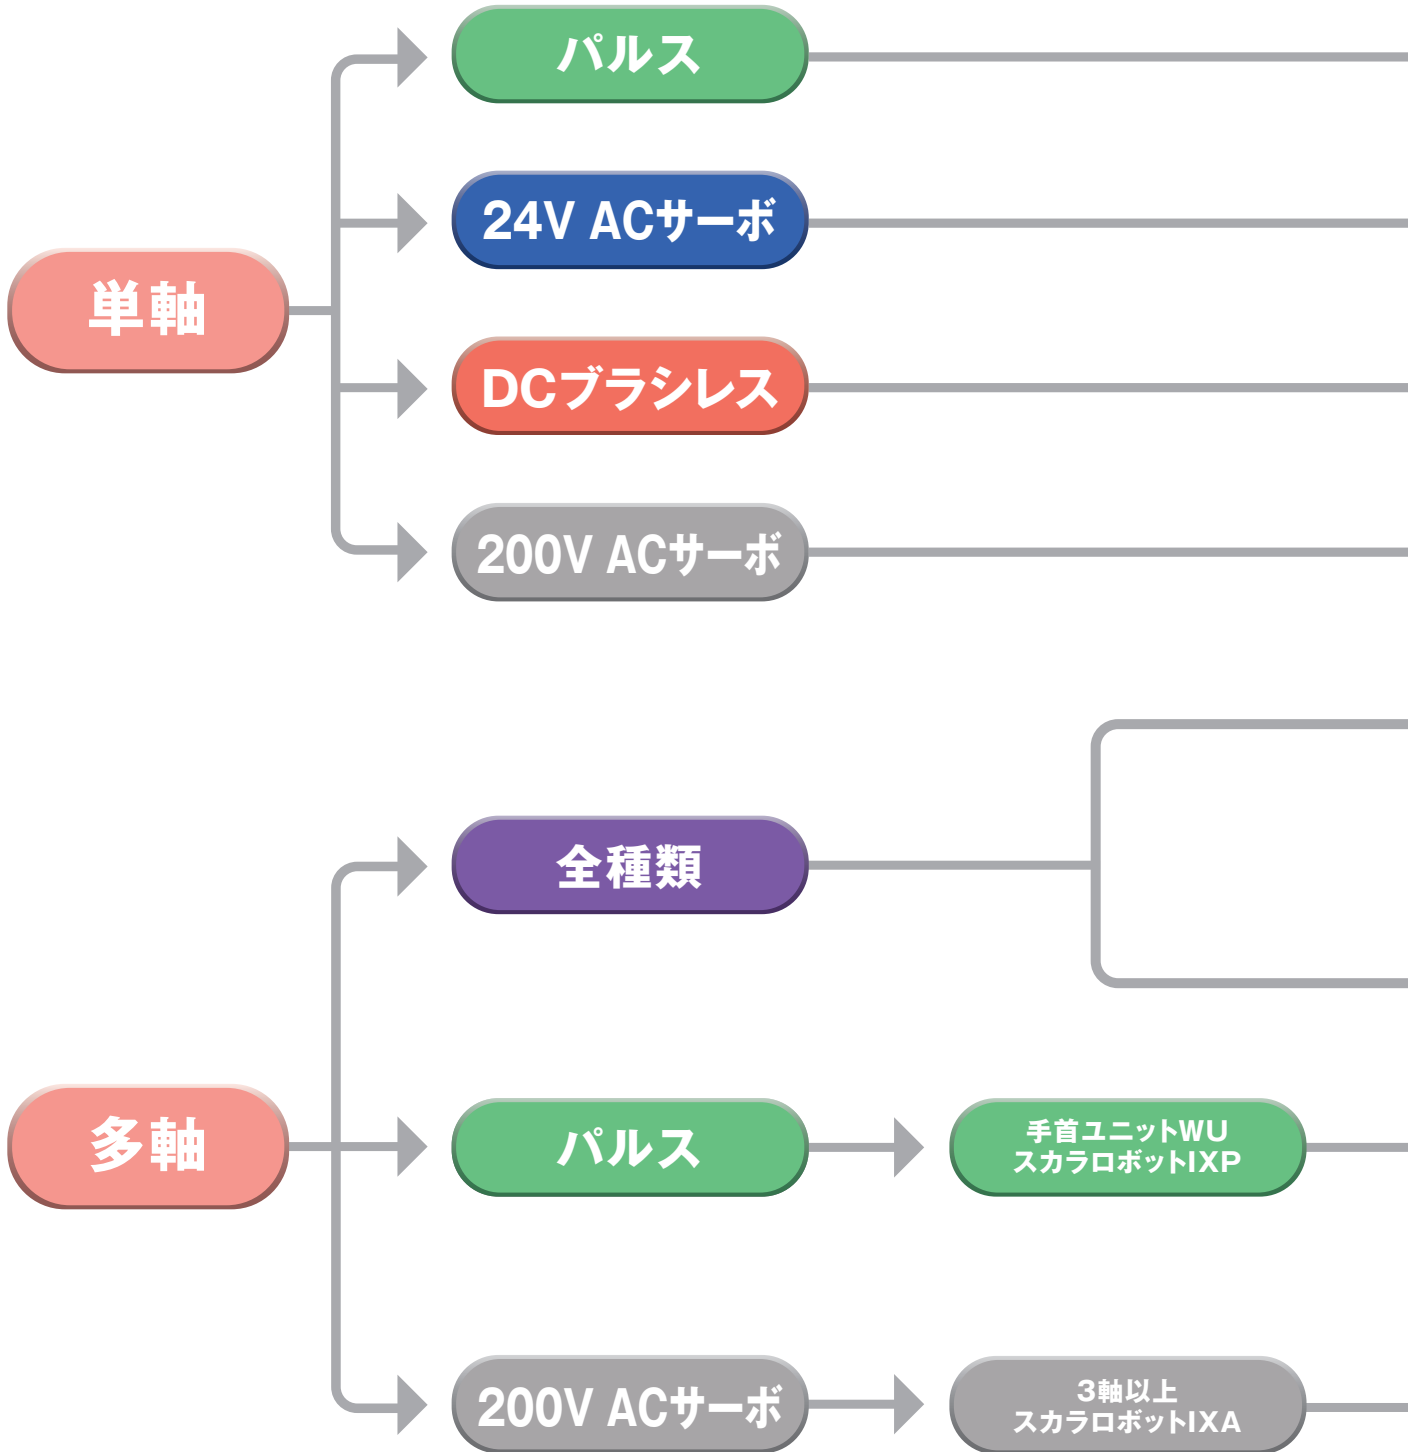 パルス
24V ACサーボ
単軸
DCブラシレス
200V ACサーボ
全種類
多軸
パルス
手首ユニットWU
スカラロボットIXP
200V ACサーボ
3軸以上
スカラロボットIXA